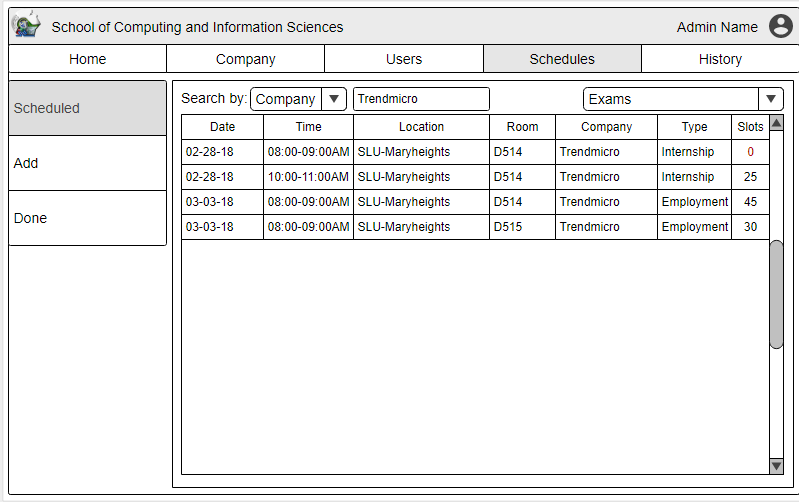 School of Computing and Information Sciences Admin Name
Home Company Users Schedules History
Scheduled
Add
Done
Search by: Company Trendmicro Exams
Date Time Location Room Company Type Slots
02-28-18 08:00-09:00AM SLU-Maryheights D514 Trendmicro Internship 0
02-28-18 10:00-11:00AM SLU-Maryheights D514 Trendmicro Internship 25
03-03-18 08:00-09:00AM SLU-Maryheights D514 Trendmicro Employment 45
03-03-18 08:00-09:00AM SLU-Maryheights D515 Trendmicro Employment 30